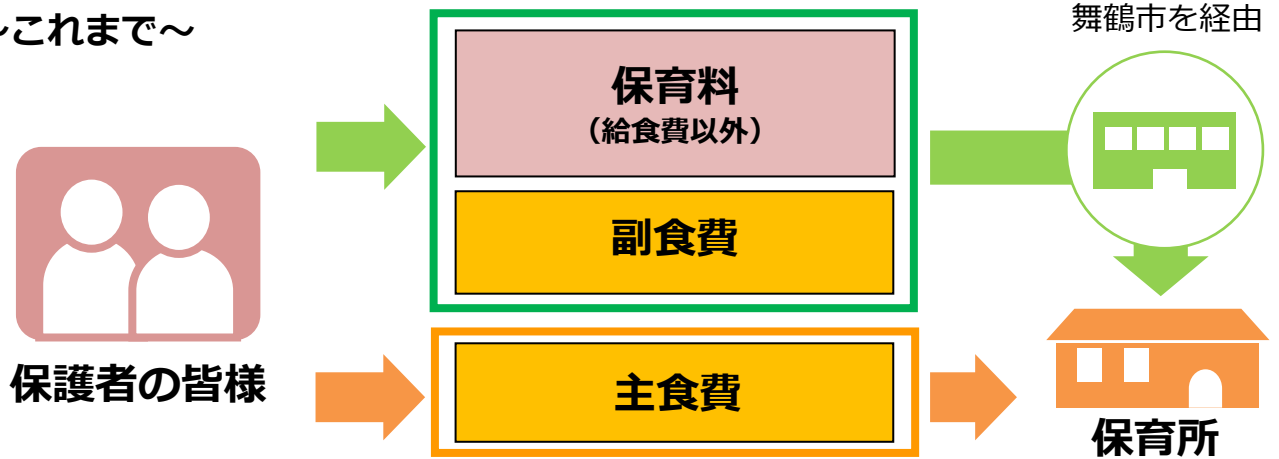 ～これまで～
舞鶴市を経由
保育料
（給食費以外）
副食費
保護者の皆様
主食費
保育所